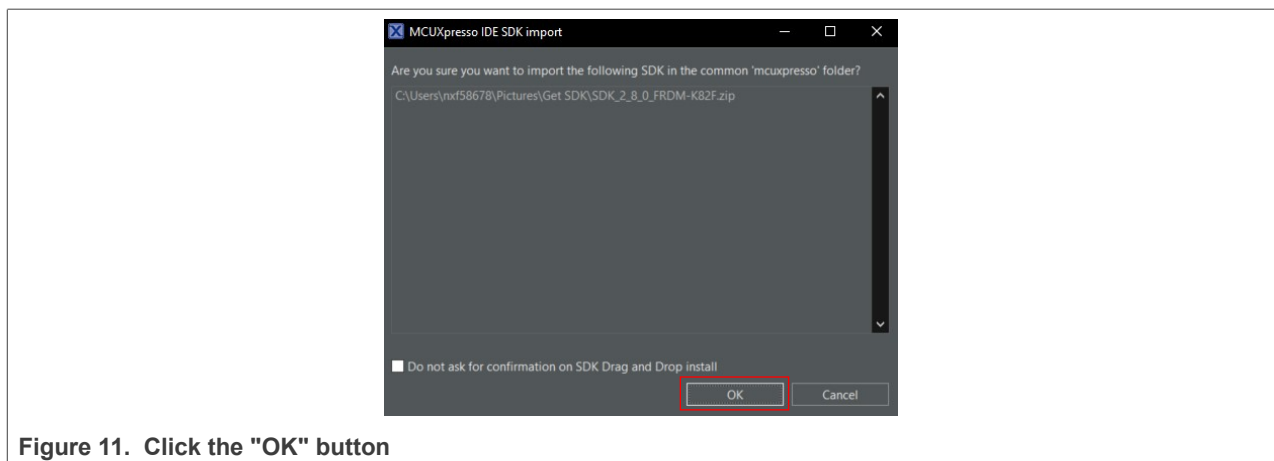 MCUXpresso IDE SDK import
Are you sure you want to import the following SDK in the common 'mcuxpresso' folder?
C:\Users\nxf58678\Pictures\Get SDK\SDK_2_8_0_FRDM-K82F.zip
Do not ask for confirmation on SDK Drag and Drop install
OK Cancel
Figure 11. Click the "OK" button